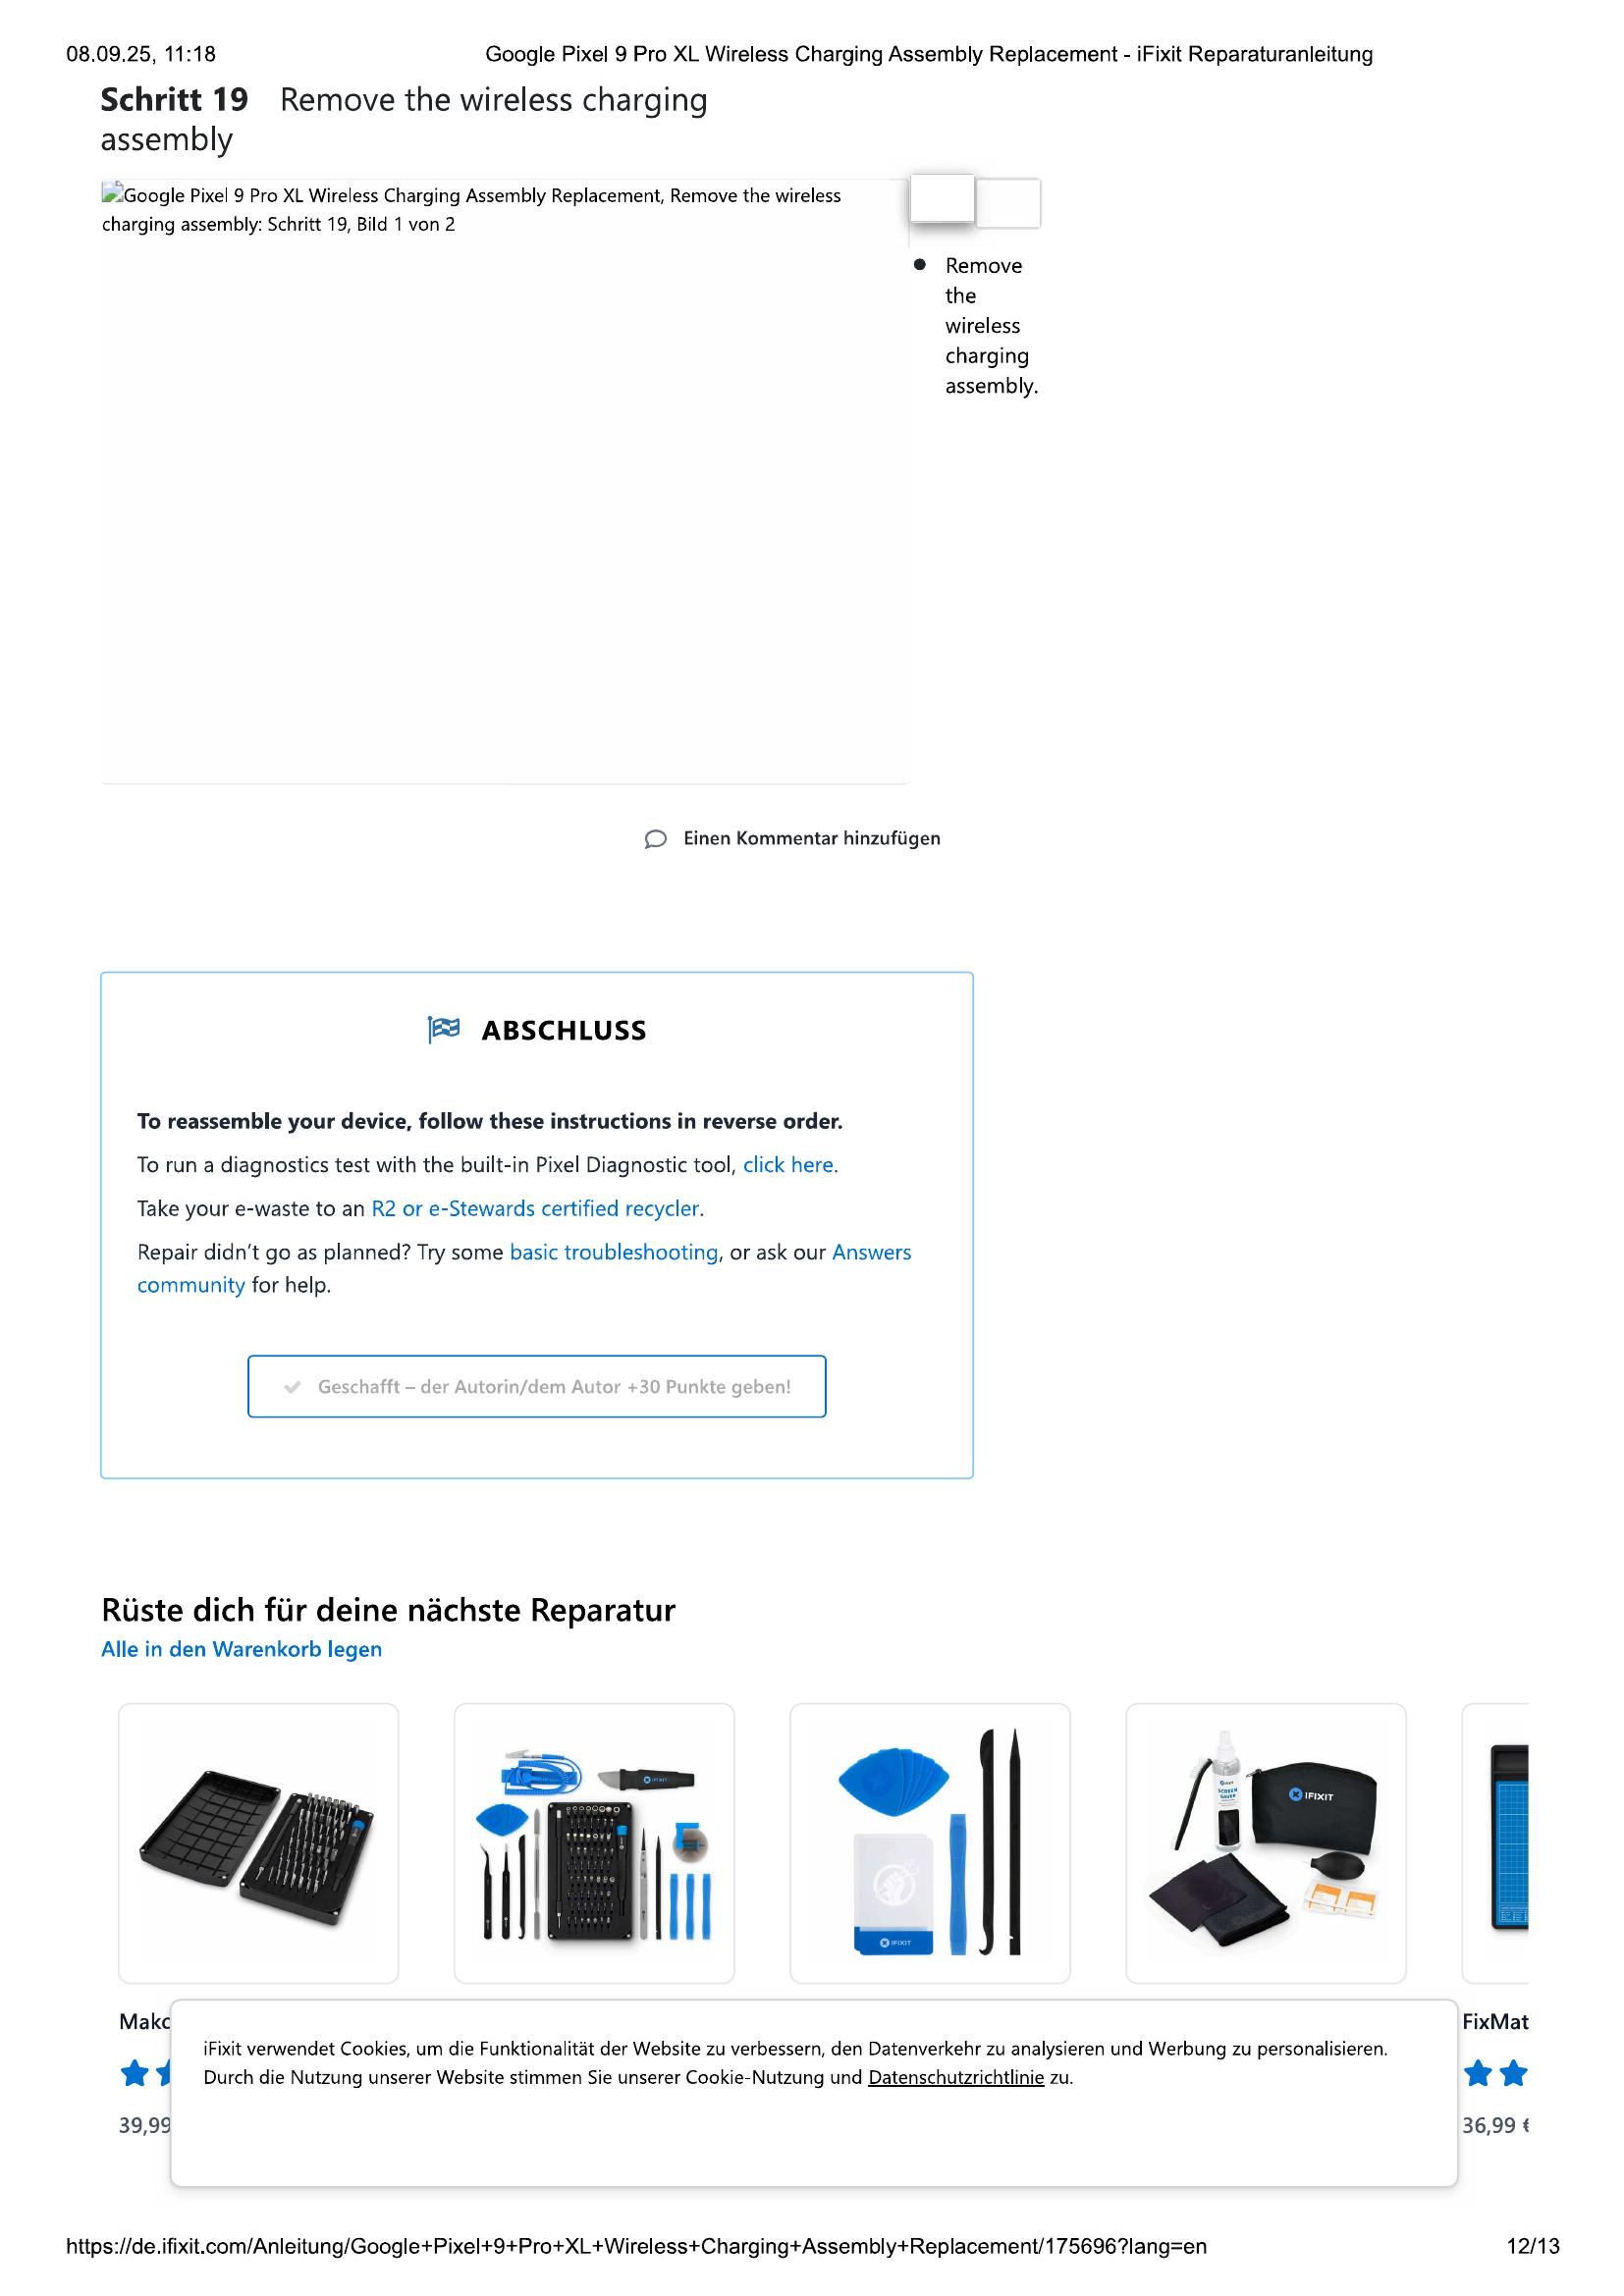 08.09.25, 11:18
Google Pixel 9 Pro XL Wireless Charging Assembly Replacement - iFixit Reparaturanleitung
Schritt 19 Remove the wireless charging
assembly
Google Pixel 9 Pro XL Wireless Charging Assembly Replacement, Remove the wireless
charging assembly: Schritt 19, Bild 1 von 2
Remove
the
wireless
charging
assembly.
Einen Kommentar hinzufügen
ABSCHLUSS
To reassemble your device, follow these instructions in reverse order.
To run a diagnostics test with the built-in Pixel Diagnostic tool, click here.
Take your e-waste to an R2 or e-Stewards certified recycler.
Repair didn’t go as planned? Try some basic troubleshooting, or ask our Answers
community for help.
Geschafft – der Autorin/dem Autor +30 Punkte geben!
Rüste dich für deine nächste Reparatur
Alle in den Warenkorb legen
IFIXIT
IFIXIT
SCREEN
IFIXIT
Mako
FixMat
iFixit verwendet Cookies, um die Funktionalität der Website zu verbessern, den Datenverkehr zu analysieren und Werbung zu personalisieren.
Durch die Nutzung unserer Website stimmen Sie unserer Cookie-Nutzung und Datenschutzrichtlinie zu.
39,99
36,99 €
https://de.ifixit.com/Anleitung/Google+Pixel+9+Pro+XL+Wireless+Charging+Assembly+Replacement/175696?lang=en
12/13